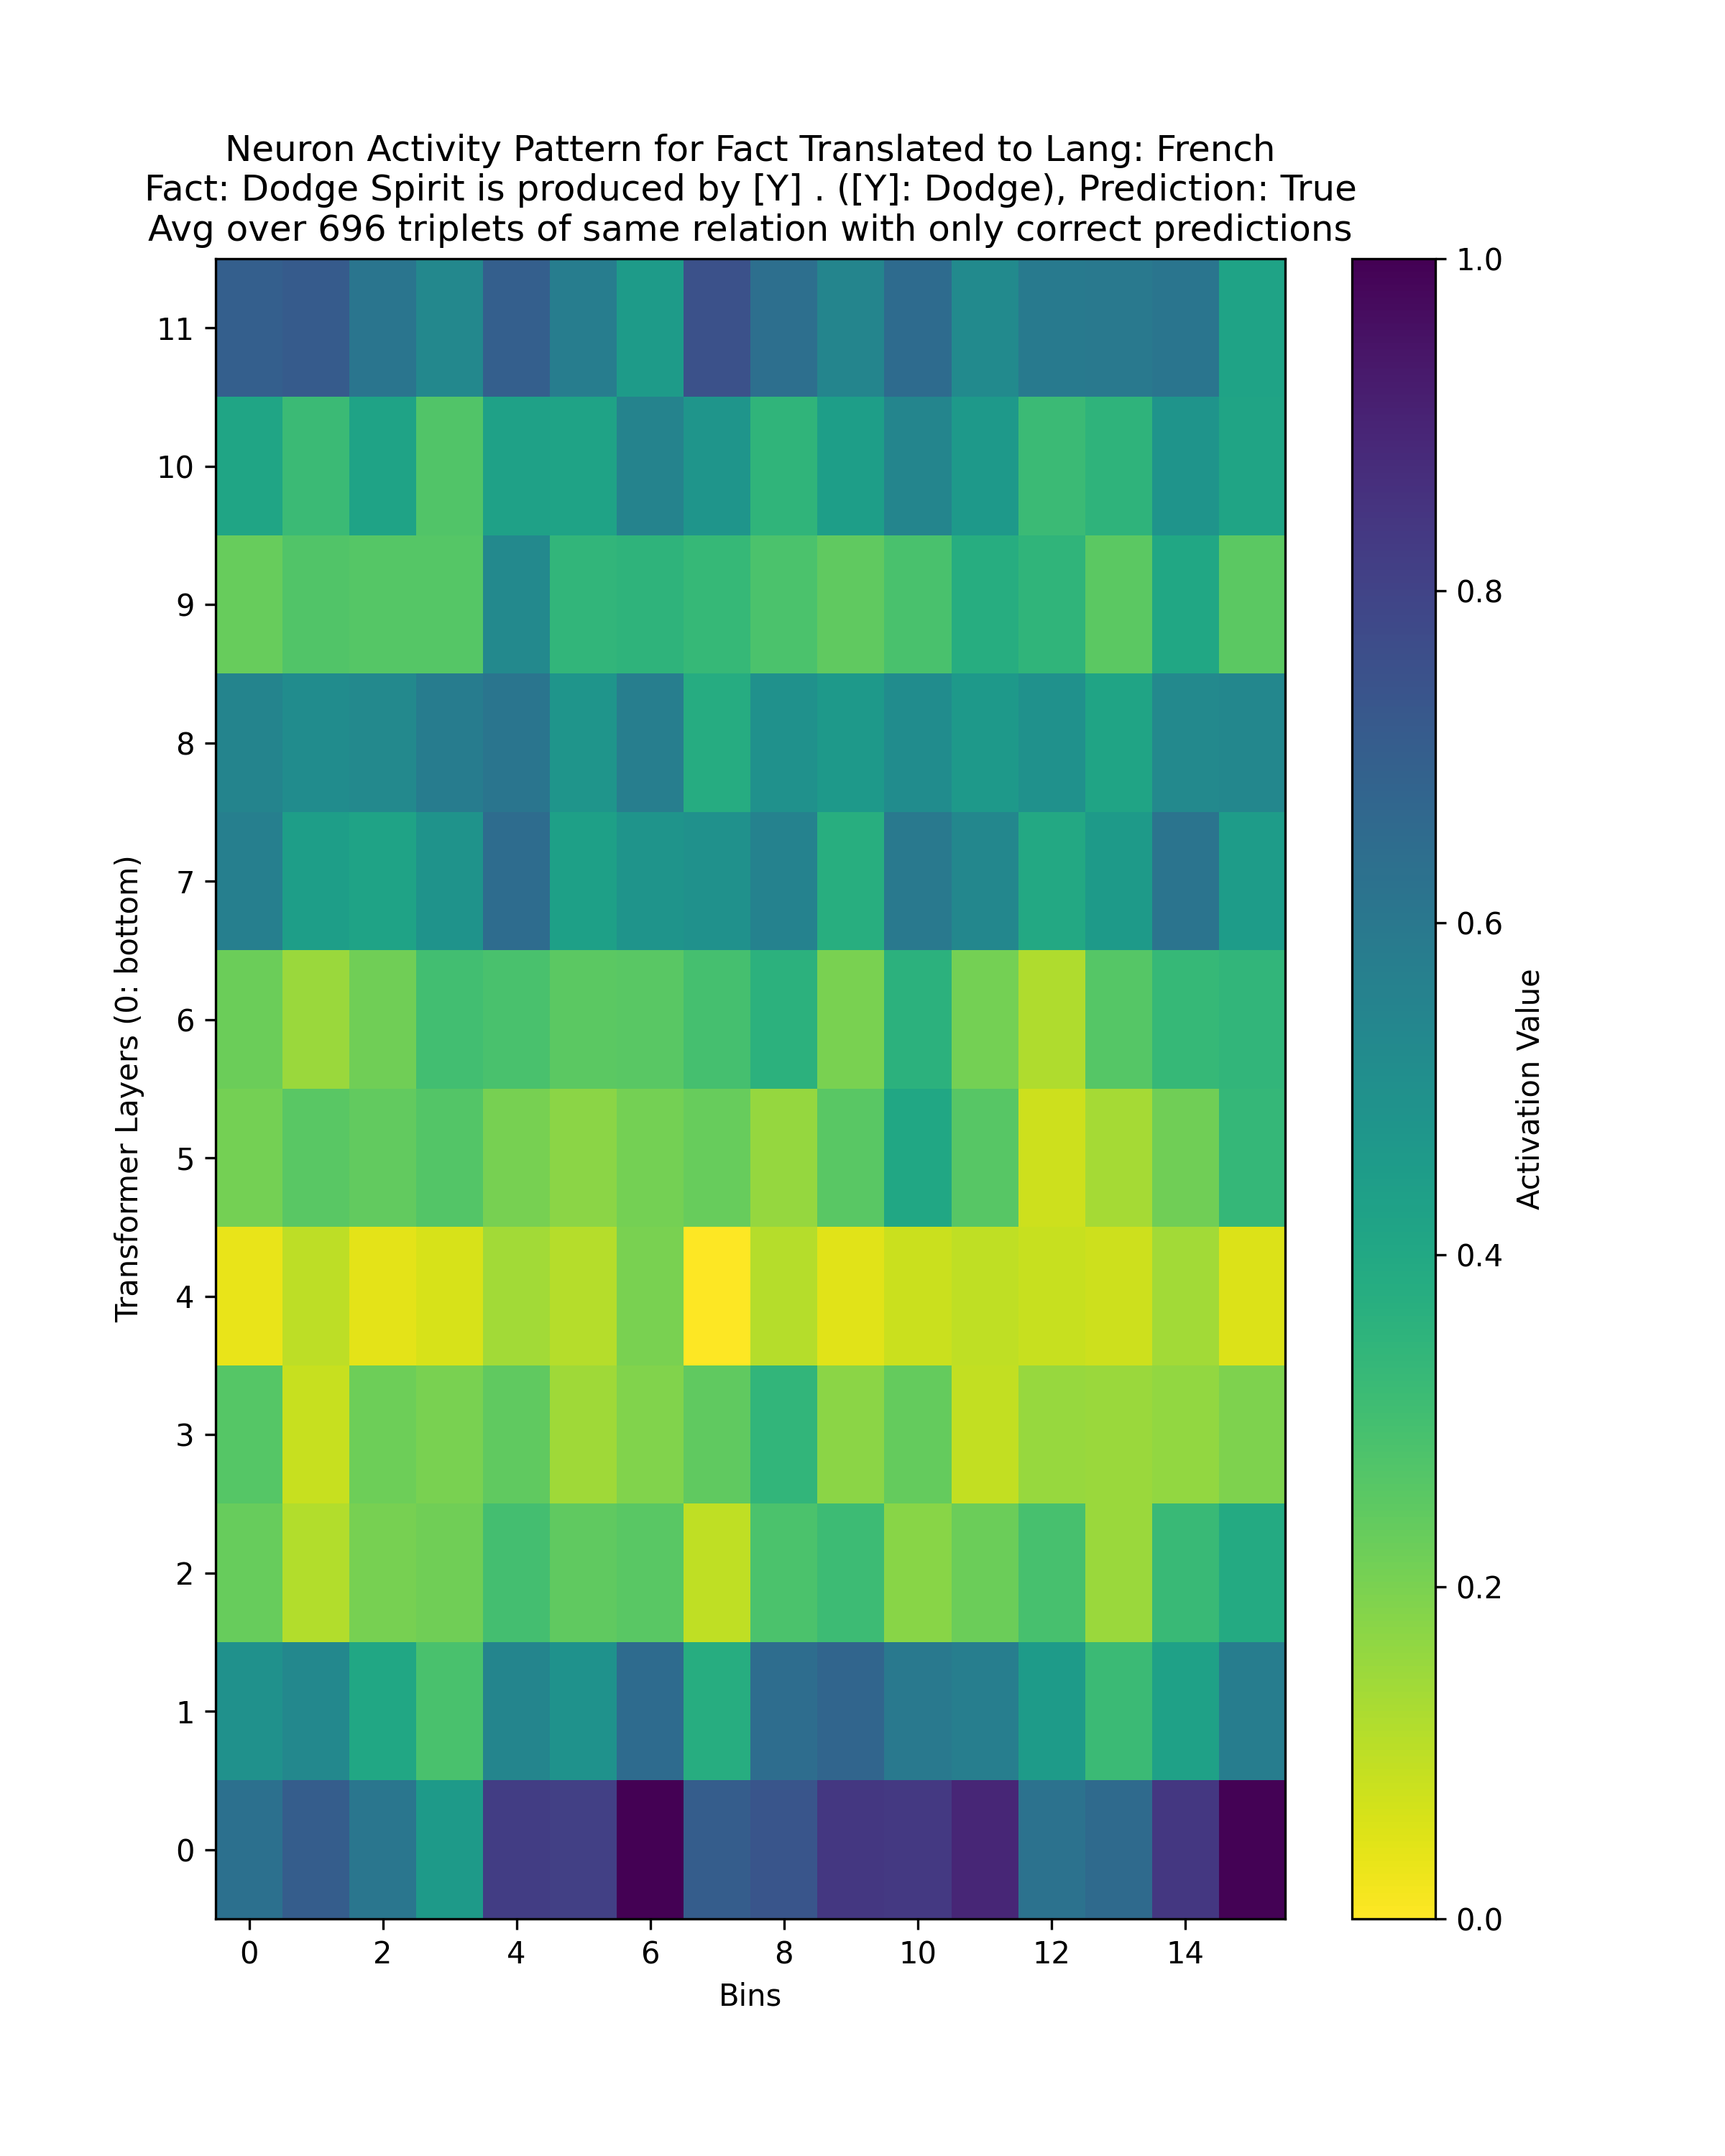 Neuron Activity Pattern for Fact Translated to Lang: French
Fact: Dodge Spirit is produced by [Y] . ([Y]: Dodge), Prediction: True
Avg over 696 triplets of same relation with only correct predictions
11
10
9
8
7
6
5
4
3
2
1
0
Transformer Layers (0: bottom)
0 2 4 6 8 10 12 14
Bins
1.0
0.8
0.6
0.4
0.2
0.0
Activation Value